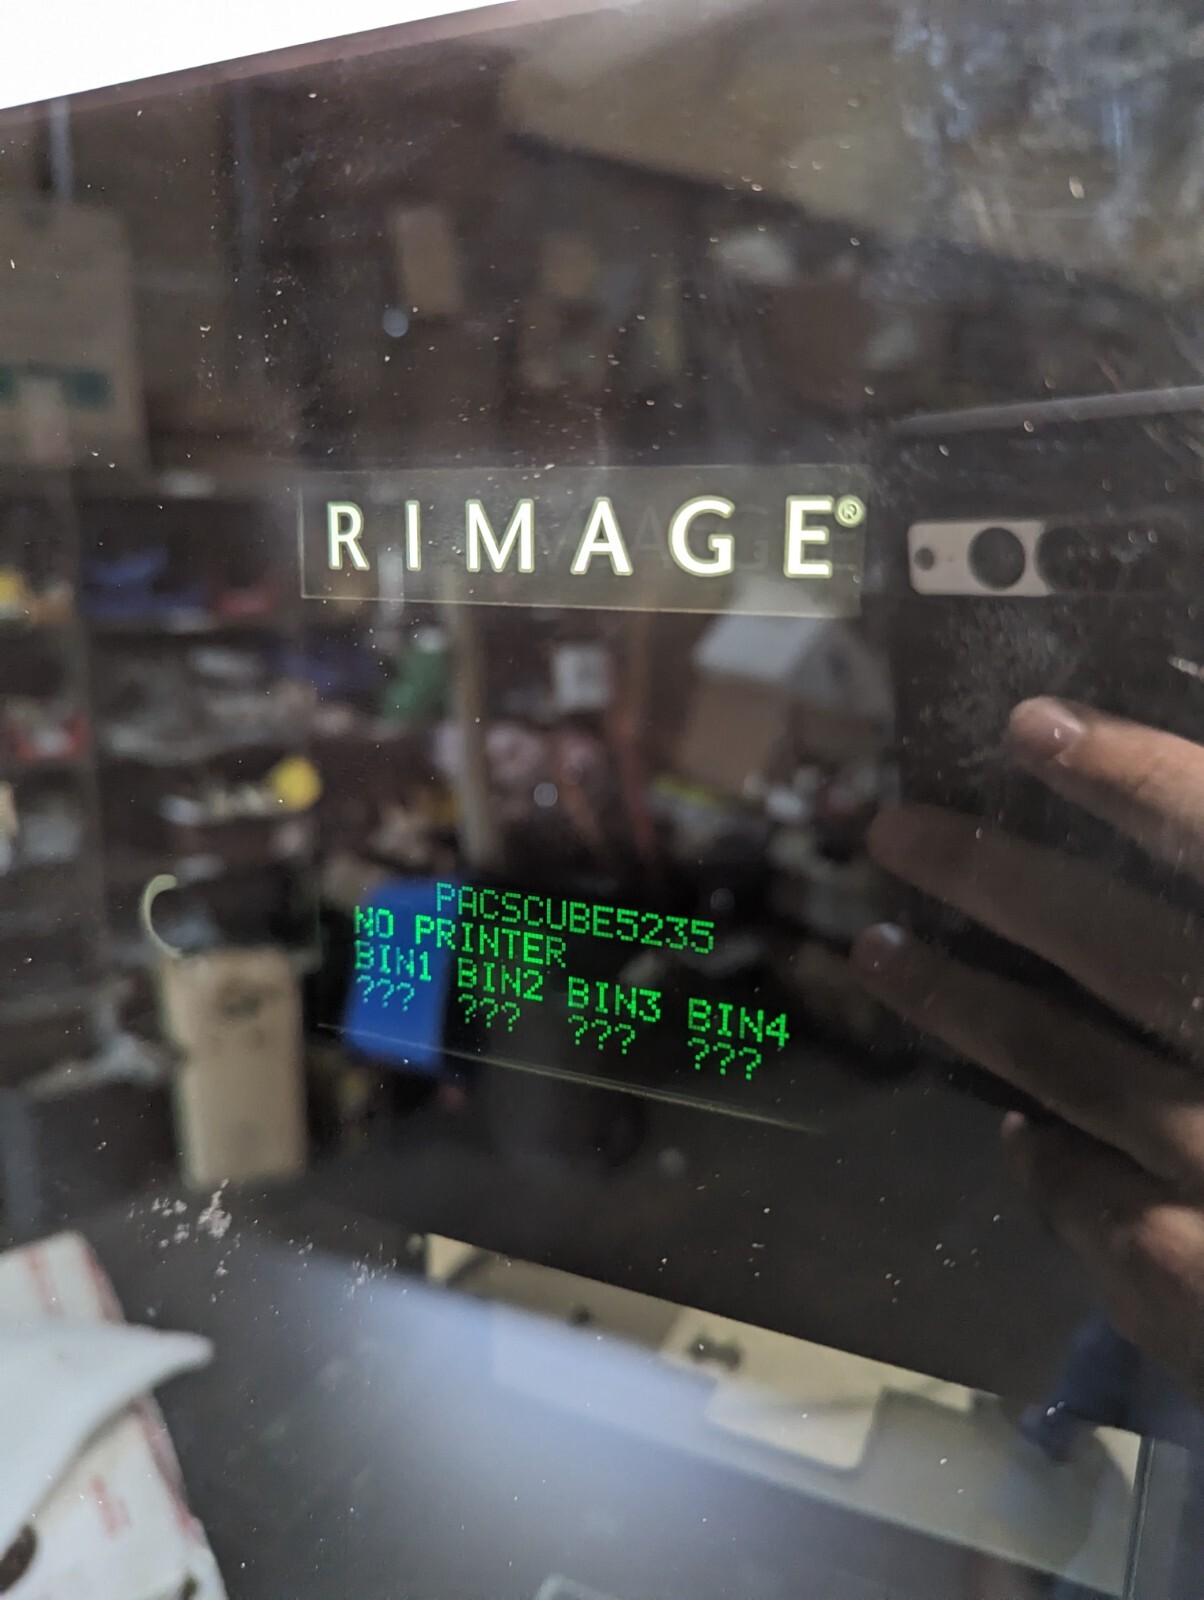 RIMAGE®
PACSCUBE5235
NO PRINTER
BIN1 BIN2 BIN3 BIN4
??? ??? ??? ???